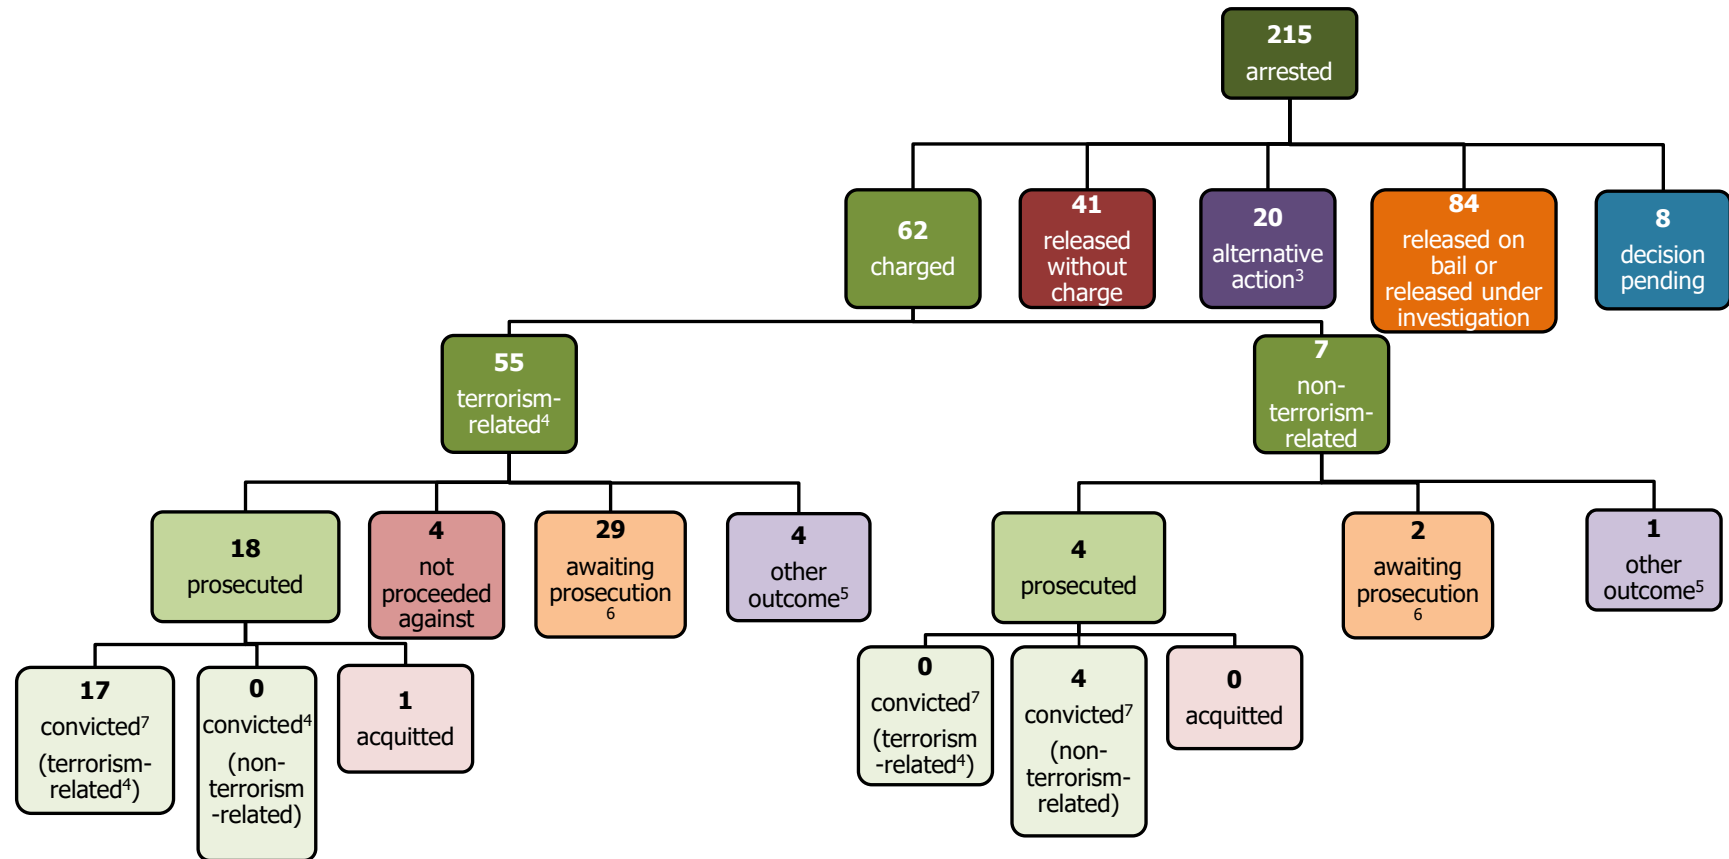 215
arrested
62
charged
41
released
without
charge
20
alternative
action³
84
released on
bail or
released under
investigation
8
decision
pending
55
terrorism-
related⁴
7
non-
terrorism-
related
18
prosecuted
4
not
proceeded
against
29
awaiting
prosecution
6
4
other
outcome⁵
4
prosecuted
2
awaiting
prosecution
6
1
other
outcome⁵
17
convicted⁷
(terrorism-
related⁴)
0
convicted⁴
(non-
terrorism
-related)
1
acquitted
0
convicted⁷
(terrorism
-related⁴)
4
convicted⁷
(non-
terrorism-
related)
0
acquitted